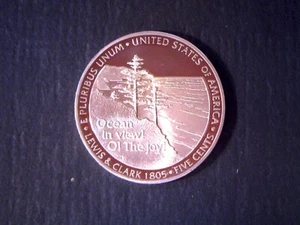 E PLURIBUS UNUM • UNITED STATES OF AMERICA
Ocean
in view!
O! The Joy!
LEWIS & CLARK 1805 • FIVE CENTS